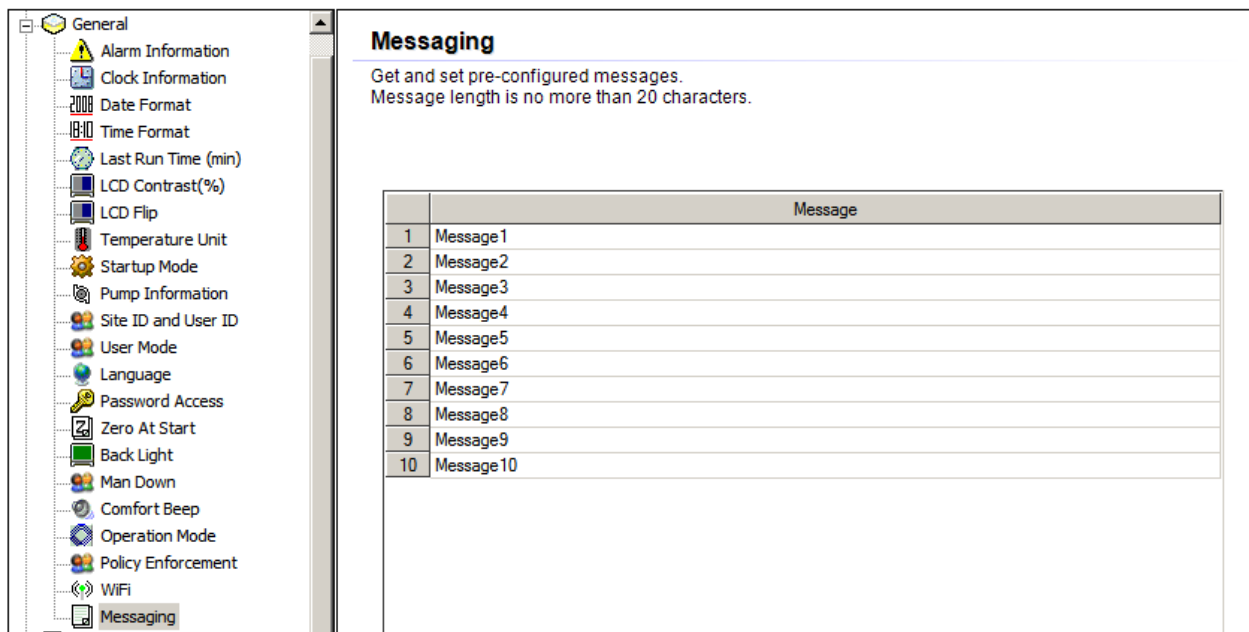 General
Alarm Information
Clock Information
Date Format
Time Format
Last Run Time (min)
LCD Contrast(%)
LCD Flip
Temperature Unit
Startup Mode
Pump Information
Site ID and User ID
User Mode
Language
Password Access
Zero At Start
Back Light
Man Down
Comfort Beep
Operation Mode
Policy Enforcement
WiFi
Messaging
Messaging
Get and set pre-configured messages.
Message length is no more than 20 characters.
Message
1 Message1
2 Message2
3 Message3
4 Message4
5 Message5
6 Message6
7 Message7
8 Message8
9 Message9
10 Message10